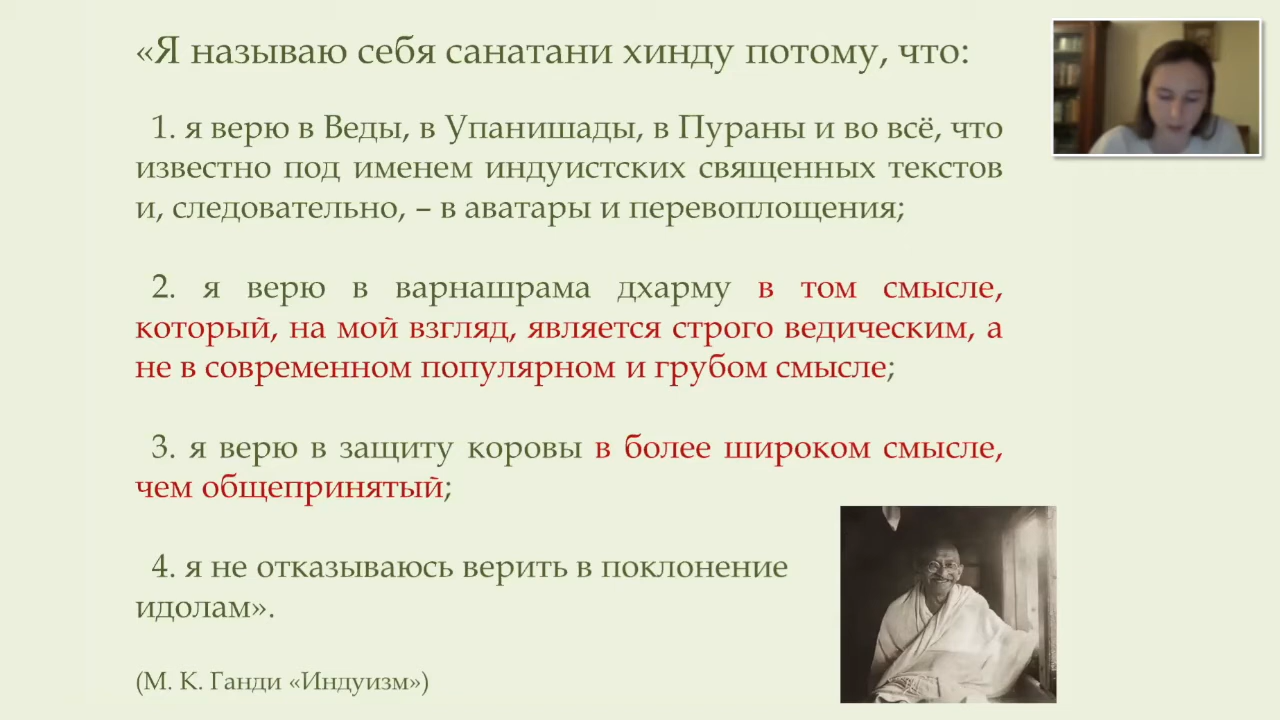 «Я называю себя санатани хинду потому, что:
1. я верю в Веды, в Упанишады, в Пураны и во всё, что
известно под именем индуистских священных текстов
и, следовательно, – в аватары и перевоплощения;
2. я верю в варнашрама дхарму в том смысле,
который, на мой взгляд, является строго ведическим, а
не в современном популярном и грубом смысле;
3. я верю в защиту коровы в более широком смысле,
чем общепринятый;
4. я не отказываюсь верить в поклонение
идолам».
(М. К. Ганди «Индуизм»)